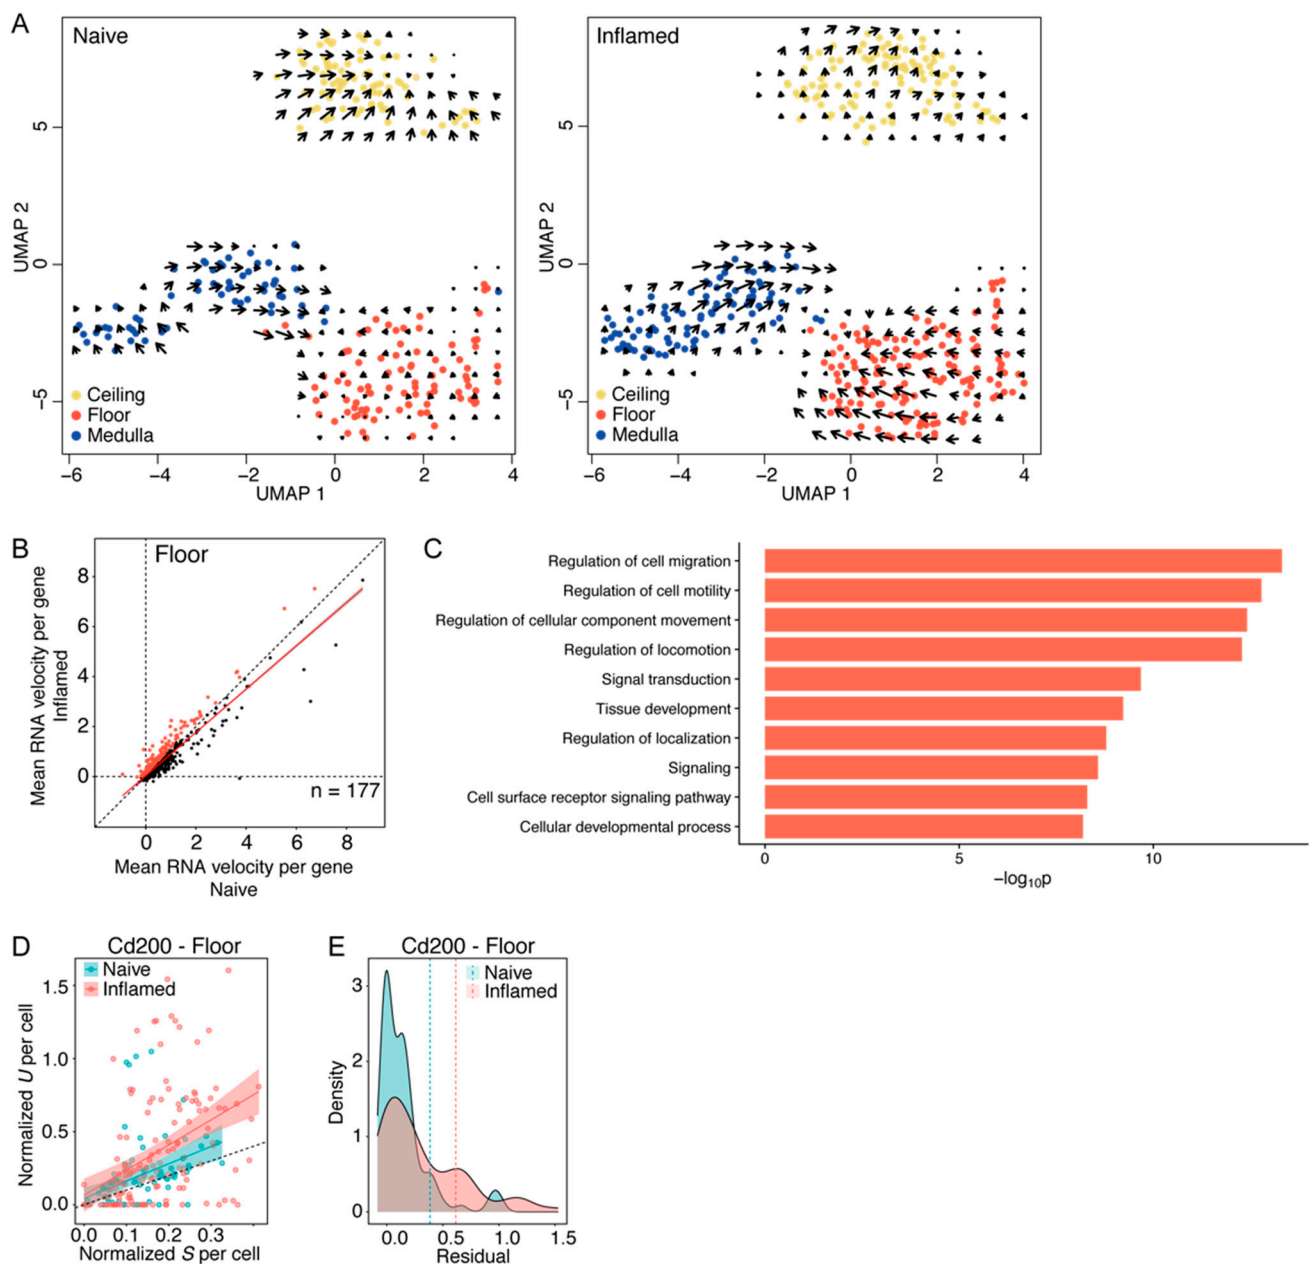 A
Naive
UMAP 2
5
0
−5
Ceiling
Floor
Medulla
−6 −4 −2 0 2 4
UMAP 1
Inflamed
UMAP 2
5
0
−5
Ceiling
Floor
Medulla
−6 −4 −2 0 2 4
UMAP 1
B
Floor
Mean RNA velocity per gene
Inflamed
8
6
4
2
0
n = 177
0 2 4 6 8
Mean RNA velocity per gene
Naive
C
Regulation of cell migration
Regulation of cell motility
Regulation of cellular component movement
Regulation of locomotion
Signal transduction
Tissue development
Regulation of localization
Signaling
Cell surface receptor signaling pathway
Cellular developmental process
0 5 10
−log₁₀p
D
Cd200 - Floor
Naive
Inflamed
Normalized U per cell
1.5
1.0
0.5
0.0
0.0 0.1 0.2 0.3
Normalized S per cell
E
Cd200 - Floor
Naive
Inflamed
Density
3
2
1
0
0.0 0.5 1.0 1.5
Residual